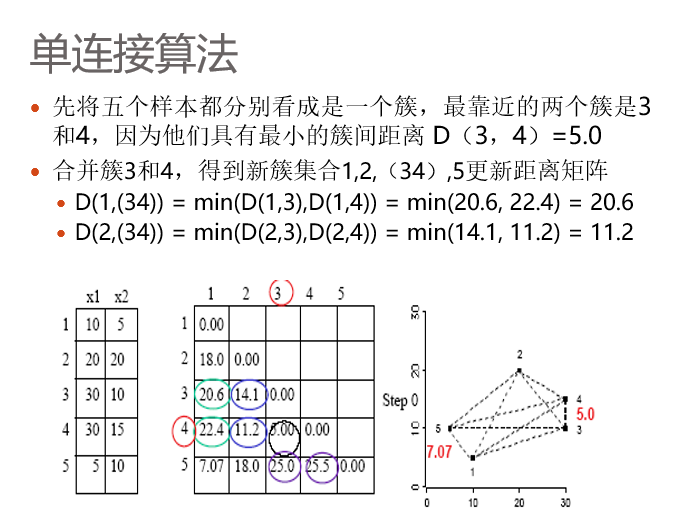 单连接算法
先将五个样本都分别看成是一个簇，最靠近的两个簇是3
和4，因为他们具有最小的簇间距离 D（3，4）=5.0
合并簇3和4，得到新簇集合1,2,（34）,5更新距离矩阵
D(1,(34)) = min(D(1,3),D(1,4)) = min(20.6, 22.4) = 20.6
D(2,(34)) = min(D(2,3),D(2,4)) = min(14.1, 11.2) = 11.2
x1 x2
1 10 5
2 20 20
3 30 10
4 30 15
5 5 10
1 2 3 4 5
1 0.00
2 18.0 0.00
3 20.6 14.1 0.00
4 22.4 11.2 5.00 0.00
5 7.07 18.0 25.0 25.5 0.00
Step 0
30
20
10
0
2
4
5.0
3
5
7.07
1
0 10 20 30